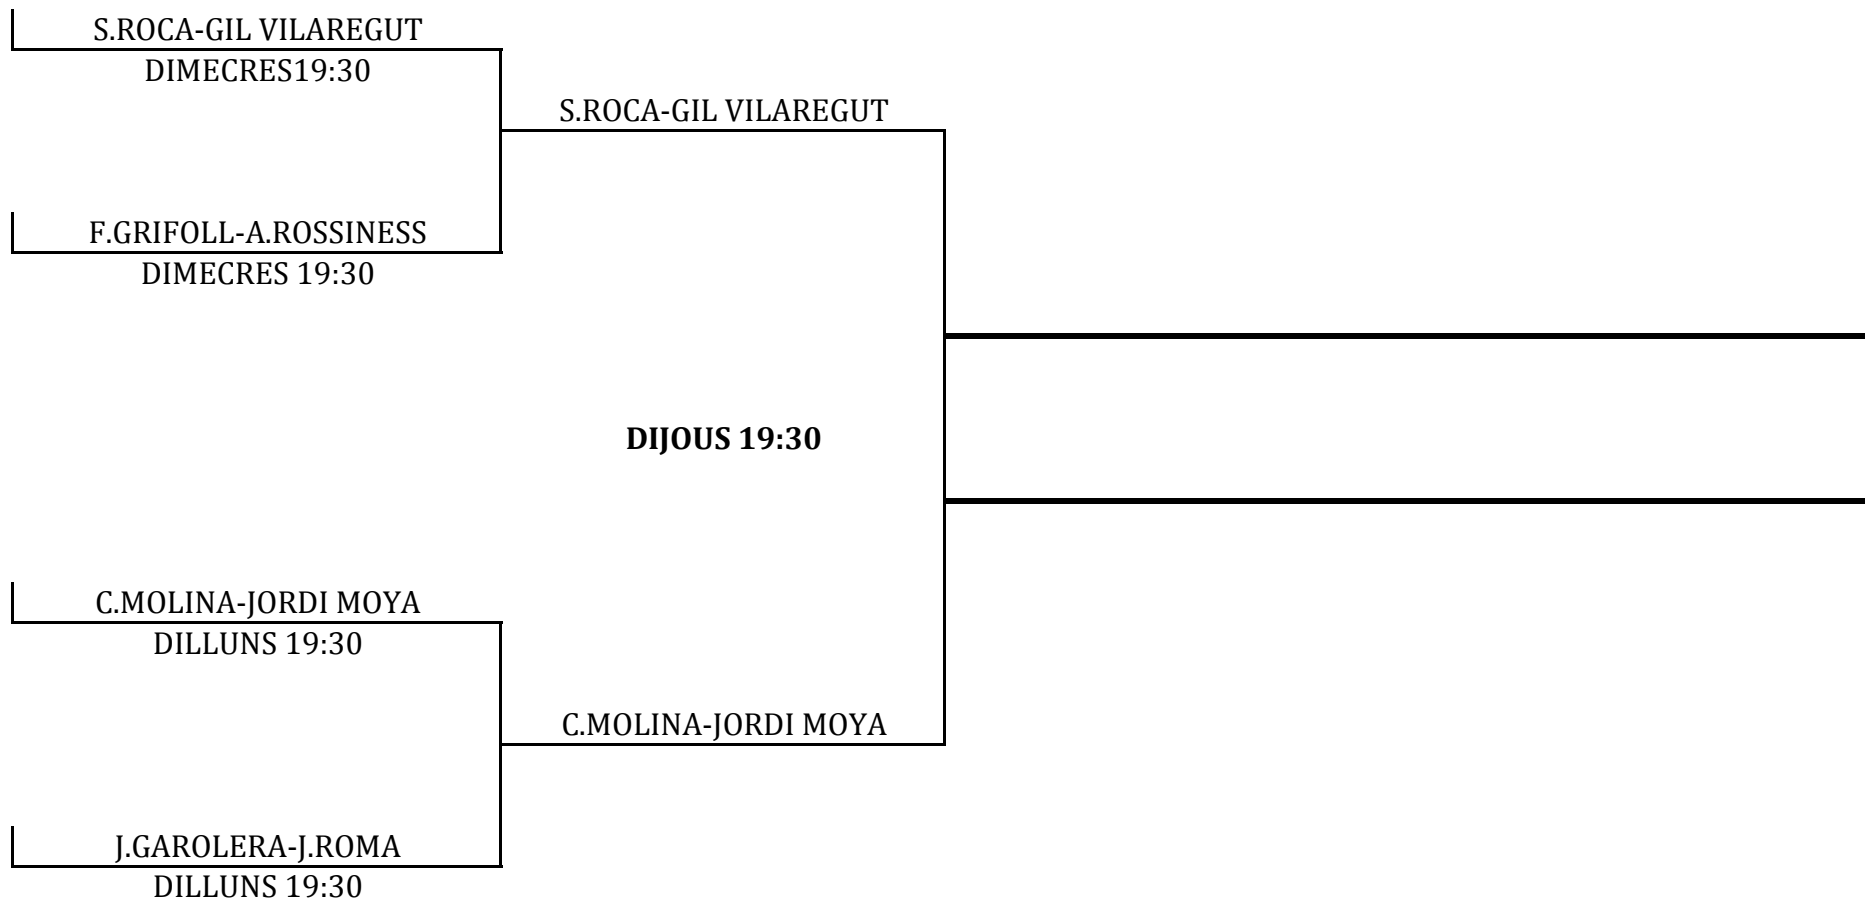 S.ROCA-GIL VILAREGUT
DIMECRES19:30
S.ROCA-GIL VILAREGUT
F.GRIFOLL-A.ROSSINESS
DIMECRES 19:30
DIJOUS 19:30
C.MOLINA-JORDI MOYA
DILLUNS 19:30
C.MOLINA-JORDI MOYA
J.GAROLERA-J.ROMA
DILLUNS 19:30